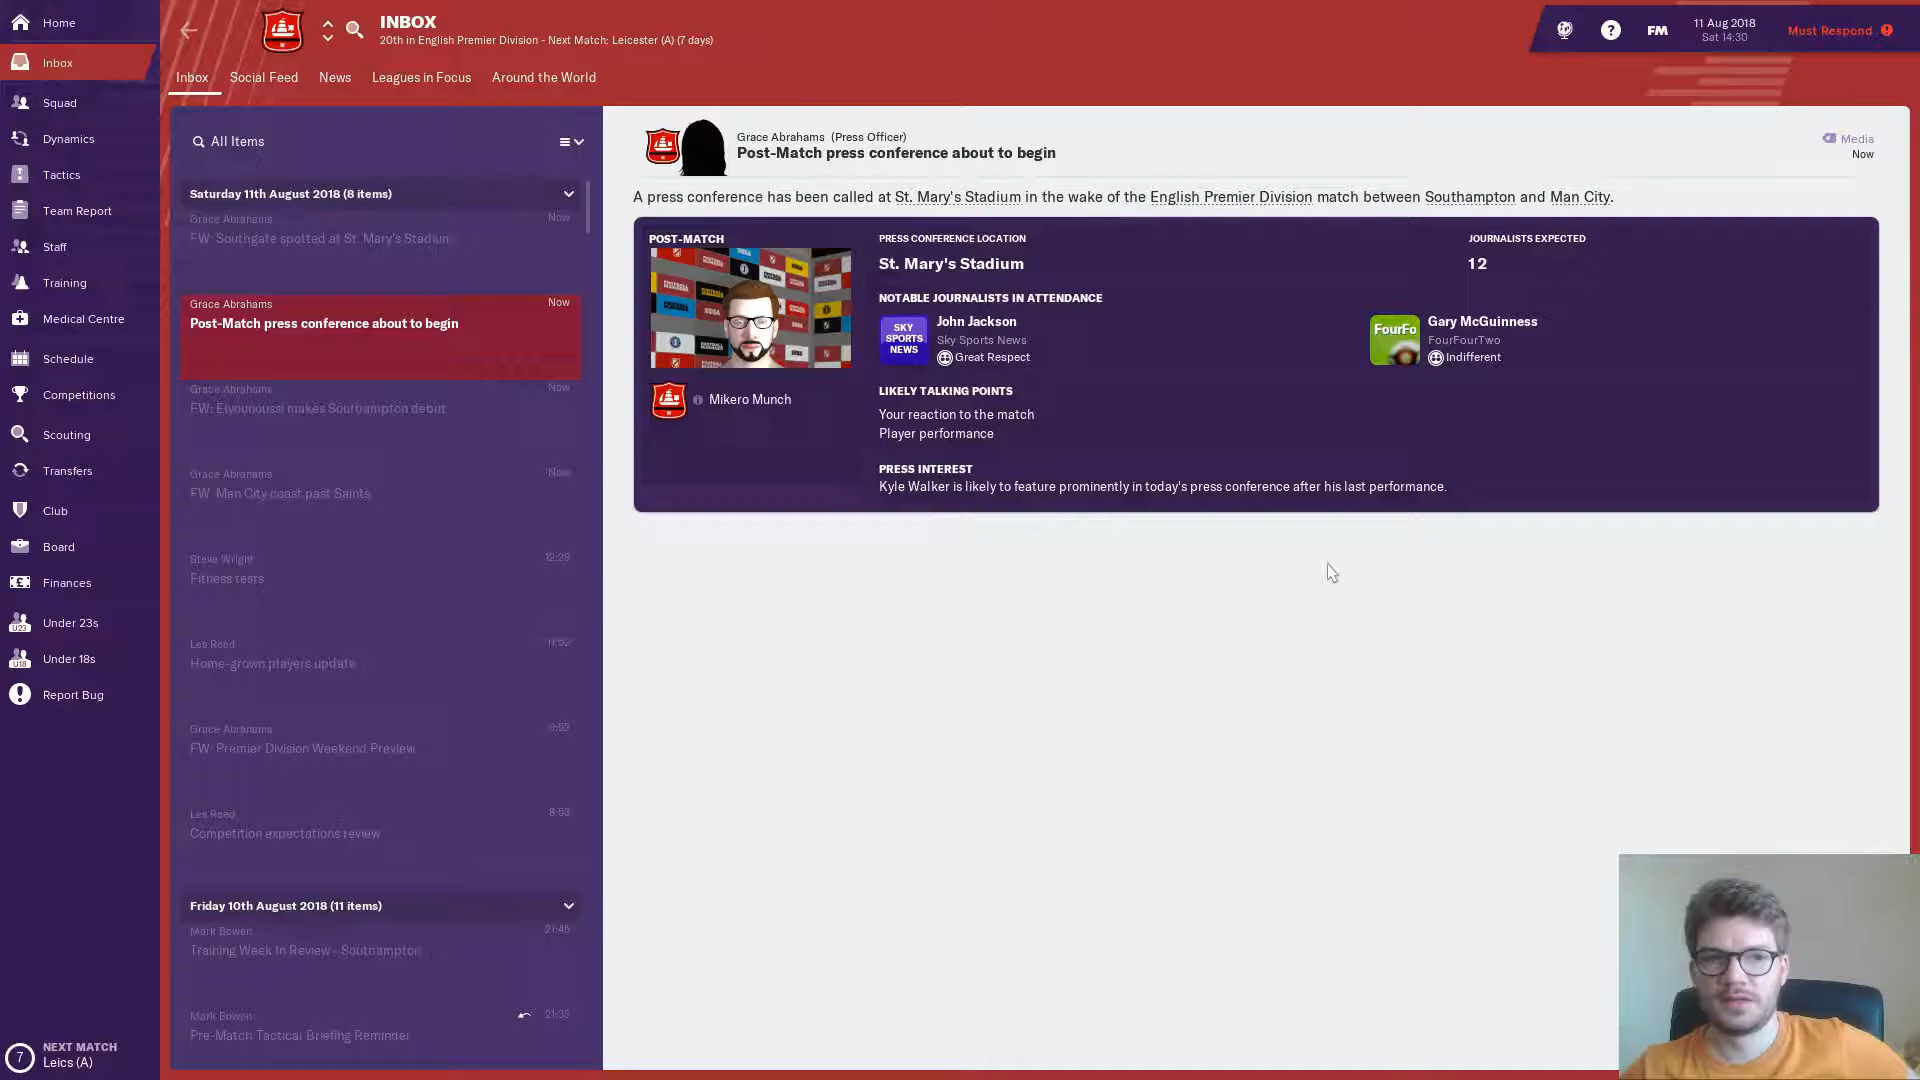 Home
Inbox
Squad
Dynamics
Tactics
Team Report
Staff
Training
Medical Centre
Schedule
Competitions
Scouting
Transfers
Club
Board
Finances
U23
Under 23s
U18
Under 18s
Report Bug
7
NEXT MATCH
Leics (A)
INBOX
20th in English Premier Division - Next Match: Leicester (A) (7 days)
?
FM
11 Aug 2018
Sat 14:30
Must Respond
Inbox
Social Feed
News
Leagues in Focus
Around the World
All Items
Saturday 11th August 2018 (8 items)
Grace Abrahams
Now
FW: Southgate spotted at St. Mary's Stadium
Grace Abrahams
Now
Post-Match press conference about to begin
Grace Abrahams
Now
FW: Elyounoussi makes Southampton debut
Grace Abrahams
Now
FW: Man City coast past Saints
Steve Wright
12:29
Fitness tests
Les Reed
Home-grown players update
Grace Abrahams
FW: Premier Division Weekend Preview
Les Reed
8:53
Competition expectations review
Friday 10th August 2018 (11 items)
Mark Bowen
21:45
Training Week In Review - Southampton
Mark Bowen
21:33
Pre-Match Tactical Briefing Reminder
Grace Abrahams (Press Officer)
Post-Match press conference about to begin
Media
Now
A press conference has been called at St. Mary's Stadium in the wake of the English Premier Division match between Southampton and Man City.
POST-MATCH
Mikero Munch
PRESS CONFERENCE LOCATION
St. Mary's Stadium
JOURNALISTS EXPECTED
12
NOTABLE JOURNALISTS IN ATTENDANCE
SKY
SPORTS
NEWS
John Jackson
Sky Sports News
Great Respect
FourFo
Gary McGuinness
FourFourTwo
Indifferent
LIKELY TALKING POINTS
Your reaction to the match
Player performance
PRESS INTEREST
Kyle Walker is likely to feature prominently in today's press conference after his last performance.